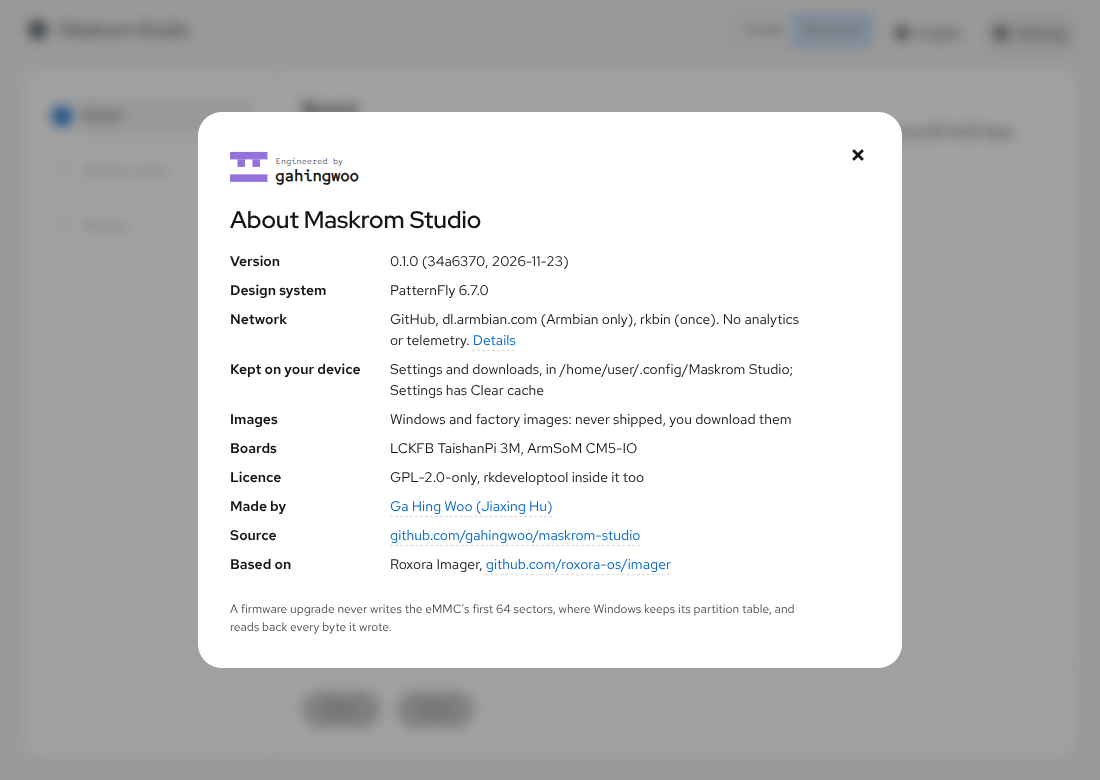 Engineered by
gahingwoo
About Maskrom Studio
Version 0.1.0 (34a6370, 2026-11-23)
Design system PatternFly 6.7.0
Network GitHub, dl.armbian.com (Armbian only), rkbin (once). No analytics
or telemetry. Details
Kept on your device Settings and downloads, in /home/user/.config/Maskrom Studio;
Settings has Clear cache
Images Windows and factory images: never shipped, you download them
Boards LCKFB TaishanPi 3M, ArmSoM CM5-IO
Licence GPL-2.0-only, rkdeveloptool inside it too
Made by Ga Hing Woo (Jiaxing Hu)
Source github.com/gahingwoo/maskrom-studio
Based on Roxora Imager, github.com/roxora-os/imager
A firmware upgrade never writes the eMMC's first 64 sectors, where Windows keeps its partition table, and
reads back every byte it wrote.